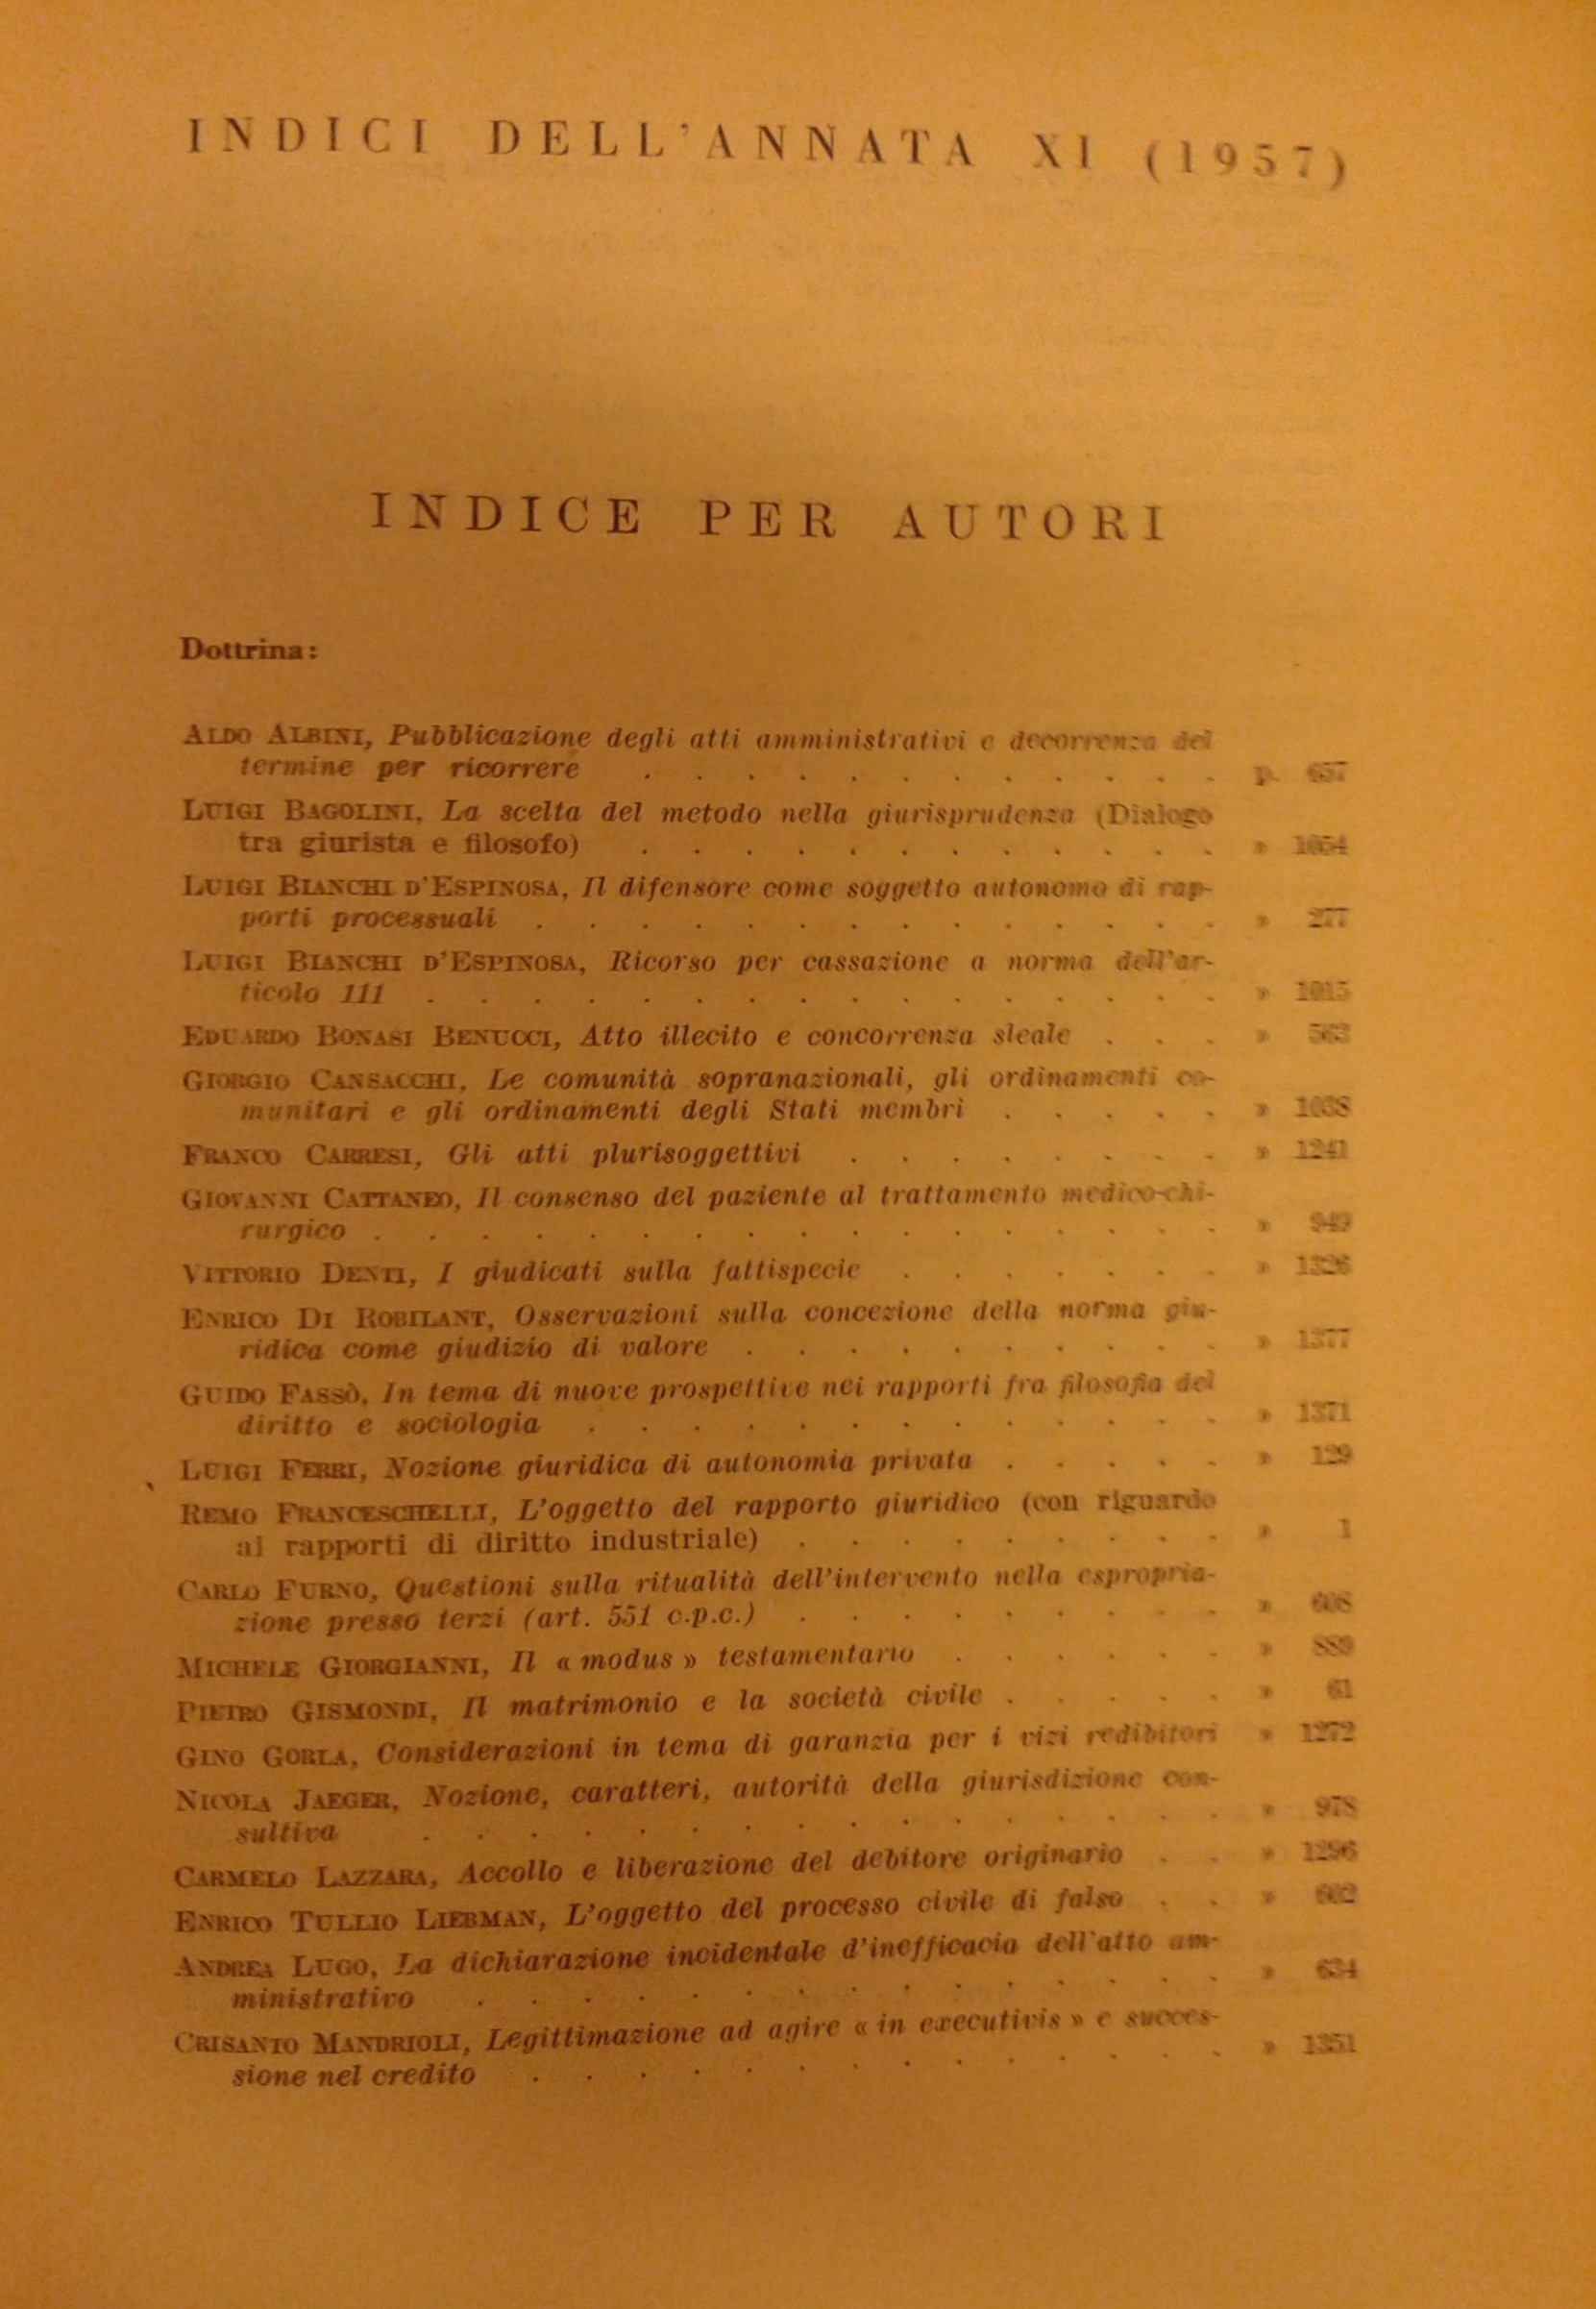 INDICI DELL'ANNATA XI (1957)
INDICE PER AUTORI
Dottrina:
ALDO ALBINI, Pubblicazione degli atti amministrativi e decorrenza del
termine per ricorrere . . . . . . . . . . . . p. 657
LUIGI BAGOLINI, La scelta del metodo nella giurisprudenza (Dialogo
tra giurista e filosofo) . . . . . . . . . . . . » 1054
LUIGI BIANCHI D'ESPINOSA, Il difensore come soggetto autonomo di rap-
porti processuali . . . . . . . . . . . . . . » 277
LUIGI BIANCHI D'ESPINOSA, Ricorso per cassazione a norma dell'ar-
ticolo 111 . . . . . . . . . . . . . . . . » 1015
EDUARDO BONASI BENUCCI, Atto illecito e concorrenza sleale . . . » 563
GIORGIO CANSACCHI, Le comunità sopranazionali, gli ordinamenti co-
munitari e gli ordinamenti degli Stati membri . . . . . » 1038
FRANCO CARRESI, Gli atti plurisoggettivi . . . . . . . . » 1241
GIOVANNI CATTANEO, Il consenso del paziente al trattamento medico-chi-
rurgico . . . . . . . . . . . . . . . . . » 949
VITTORIO DENTI, I giudicati sulla fattispecie . . . . . . . » 1326
ENRICO DI ROBILANT, Osservazioni sulla concezione della norma giu-
ridica come giudizio di valore . . . . . . . . . . » 1377
GUIDO FASSÒ, In tema di nuove prospettive nei rapporti fra filosofia del
diritto e sociologia . . . . . . . . . . . . . » 1371
LUIGI FERRI, Nozione giuridica di autonomia privata . . . . . » 129
REMO FRANCESCHELLI, L'oggetto del rapporto giuridico (con riguardo
ai rapporti di diritto industriale) . . . . . . . . . » 1
CARLO FURNO, Questioni sulla ritualità dell'intervento nella espropria-
zione presso terzi (art. 551 c.p.c.) . . . . . . . . . » 608
MICHELE GIORGIANNI, Il « modus » testamentario . . . . . . » 889
PIETRO GISMONDI, Il matrimonio e la società civile . . . . . » 61
GINO GORLA, Considerazioni in tema di garanzia per i vizi redibitori » 1272
NICOLA JAEGER, Nozione, caratteri, autorità della giurisdizione con-
sultiva . . . . . . . . . . . . . . . . » 978
CARMELO LAZZARA, Accollo e liberazione del debitore originario . . » 1296
ENRICO TULLIO LIEBMAN, L'oggetto del processo civile di falso . . » 602
ANDREA LUGO, La dichiarazione incidentale d'inefficacia dell'atto am-
ministrativo . . . . . . . . . . . . . . . » 634
CRISANTO MANDRIOLI, Legittimazione ad agire « in executivis » e succes-
sione nel credito . . . . . . . . . . . . . . » 1351